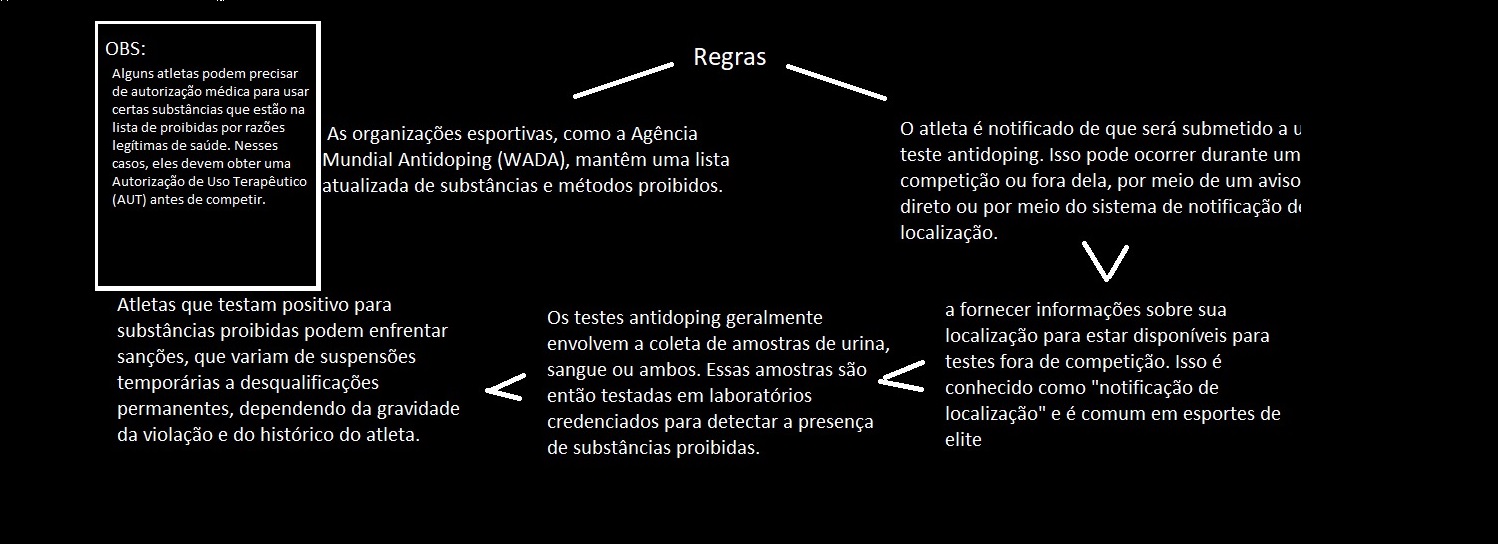 OBS:
Alguns atletas podem precisar
de autorização médica para usar
certas substâncias que estão na
lista de proibidas por razões
legítimas de saúde. Nesses
casos, eles devem obter uma
Autorização de Uso Terapêutico
(AUT) antes de competir.
Regras
As organizações esportivas, como a Agência
Mundial Antidoping (WADA), mantêm uma lista
atualizada de substâncias e métodos proibidos.
O atleta é notificado de que será submetido a u
teste antidoping. Isso pode ocorrer durante um
competição ou fora dela, por meio de um aviso
direto ou por meio do sistema de notificação de
localização.
a fornecer informações sobre sua
localização para estar disponíveis para
testes fora de competição. Isso é
conhecido como "notificação de
localização" e é comum em esportes de
elite
Os testes antidoping geralmente
envolvem a coleta de amostras de urina,
sangue ou ambos. Essas amostras são
então testadas em laboratórios
credenciados para detectar a presença
de substâncias proibidas.
Atletas que testam positivo para
substâncias proibidas podem enfrentar
sanções, que variam de suspensões
temporárias a desqualificações
permanentes, dependendo da gravidade
da violação e do histórico do atleta.